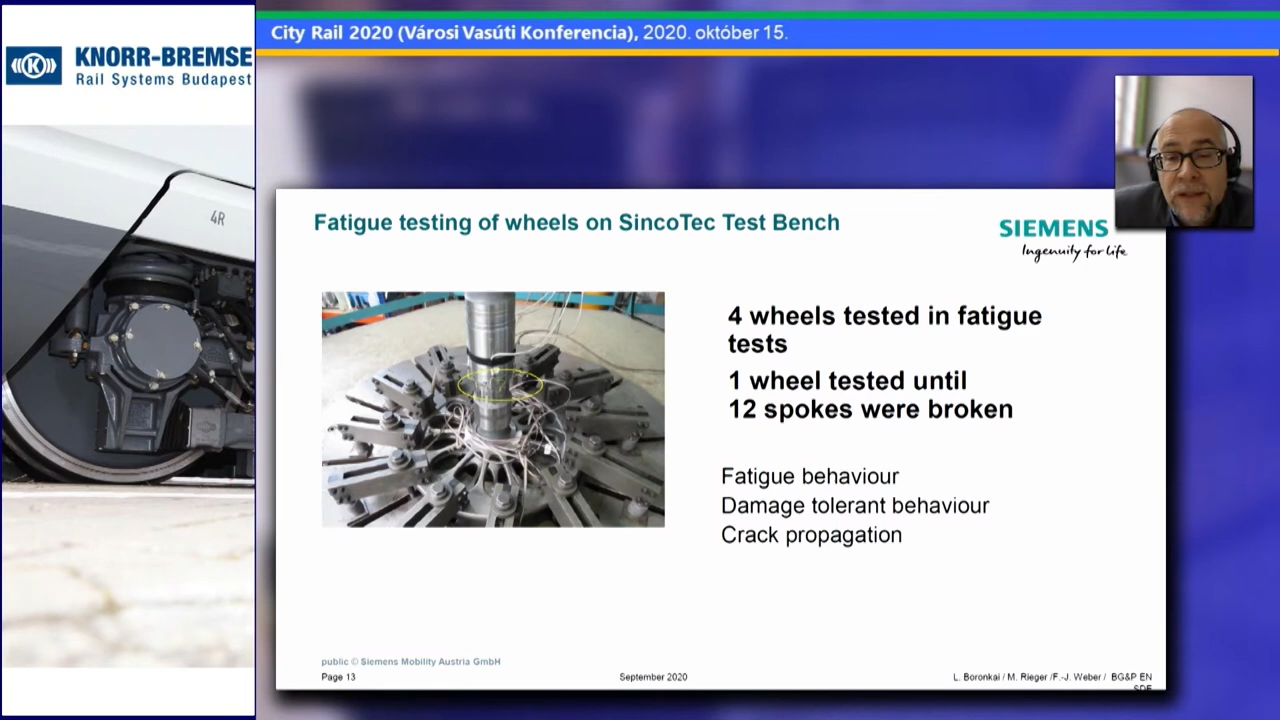 City Rail 2020 (Városi Vasúti Konferencia), 2020. október 15.
KNORR-BREMSE
Rail Systems Budapest
4R
Fatigue testing of wheels on SincoTec Test Bench
SIEMENS
Ingenuity for life
4 wheels tested in fatigue
tests
1 wheel tested until
12 spokes were broken
Fatigue behaviour
Damage tolerant behaviour
Crack propagation
public © Siemens Mobility Austria GmbH
Page 13
September 2020
L. Boronkai / M. Rieger /F.-J. Weber / BG&P EN
SDE